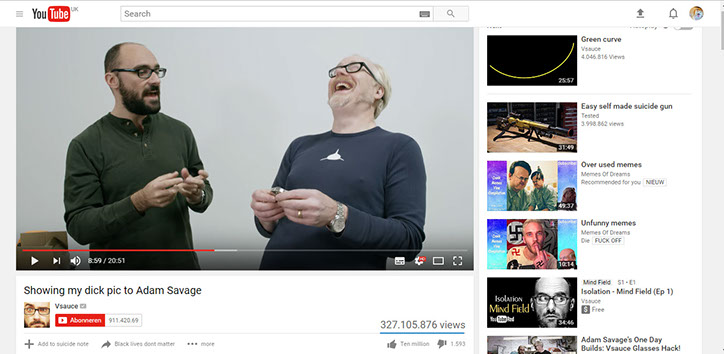 YouTube UK
Search
8:59 / 20:51
Showing my dick pic to Adam Savage
Vsauce
Abonneren 911.420.69
327.105.876 views
Add to suicide note
Black lives dont matter
••• more
Ten million
1,593
Green curve
Vsauce
4.046.816 Views
25:57
Easy self made suicide gun
Tested
3.998.862 views
31:49
Over used memes
Memes Of Dreams
Recommended for you NIEUW
49:37
Unfunny memes
Memes Of Dreams
Die FUCK OFF
10:14
Mind Field S1 • E1
Isolation - Mind Field (Ep 1)
Vsauce
$ Free
ISOLATION
MIND FIELD
YouTube Red
34:46
Adam Savage's One Day
Builds: Vsauce Glasses Hack!